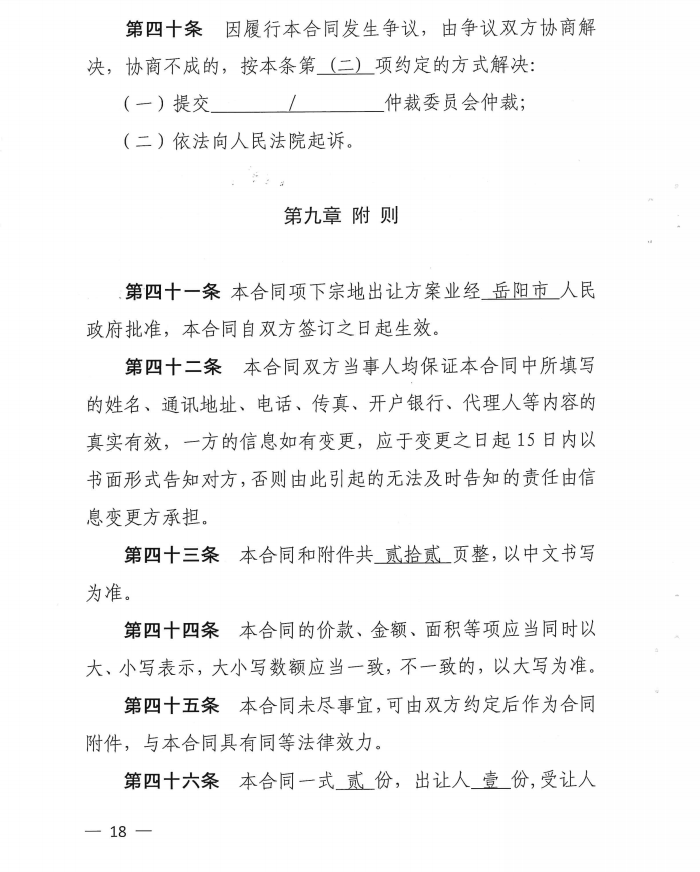 第四十条 因履行本合同发生争议，由争议双方协商解
决，协商不成的，按本条第 (二) 项约定的方式解决：
（一）提交 / 仲裁委员会仲裁；
（二）依法向人民法院起诉。
第九章 附 则
第四十一条 本合同项下宗地出让方案业经 岳阳市 人民
政府批准，本合同自双方签订之日起生效。
第四十二条 本合同双方当事人均保证本合同中所填写
的姓名、通讯地址、电话、传真、开户银行、代理人等内容的
真实有效，一方的信息如有变更，应于变更之日起 15 日内以
书面形式告知对方，否则由此引起的无法及时告知的责任由信
息变更方承担。
第四十三条 本合同和附件共 贰拾贰 页整，以中文书写
为准。
第四十四条 本合同的价款、金额、面积等项应当同时以
大、小写表示，大小写数额应当一致，不一致的，以大写为准。
第四十五条 本合同未尽事宜，可由双方约定后作为合同
附件，与本合同具有同等法律效力。
第四十六条 本合同一式 贰 份，出让人 壹 份，受让人
— 18 —